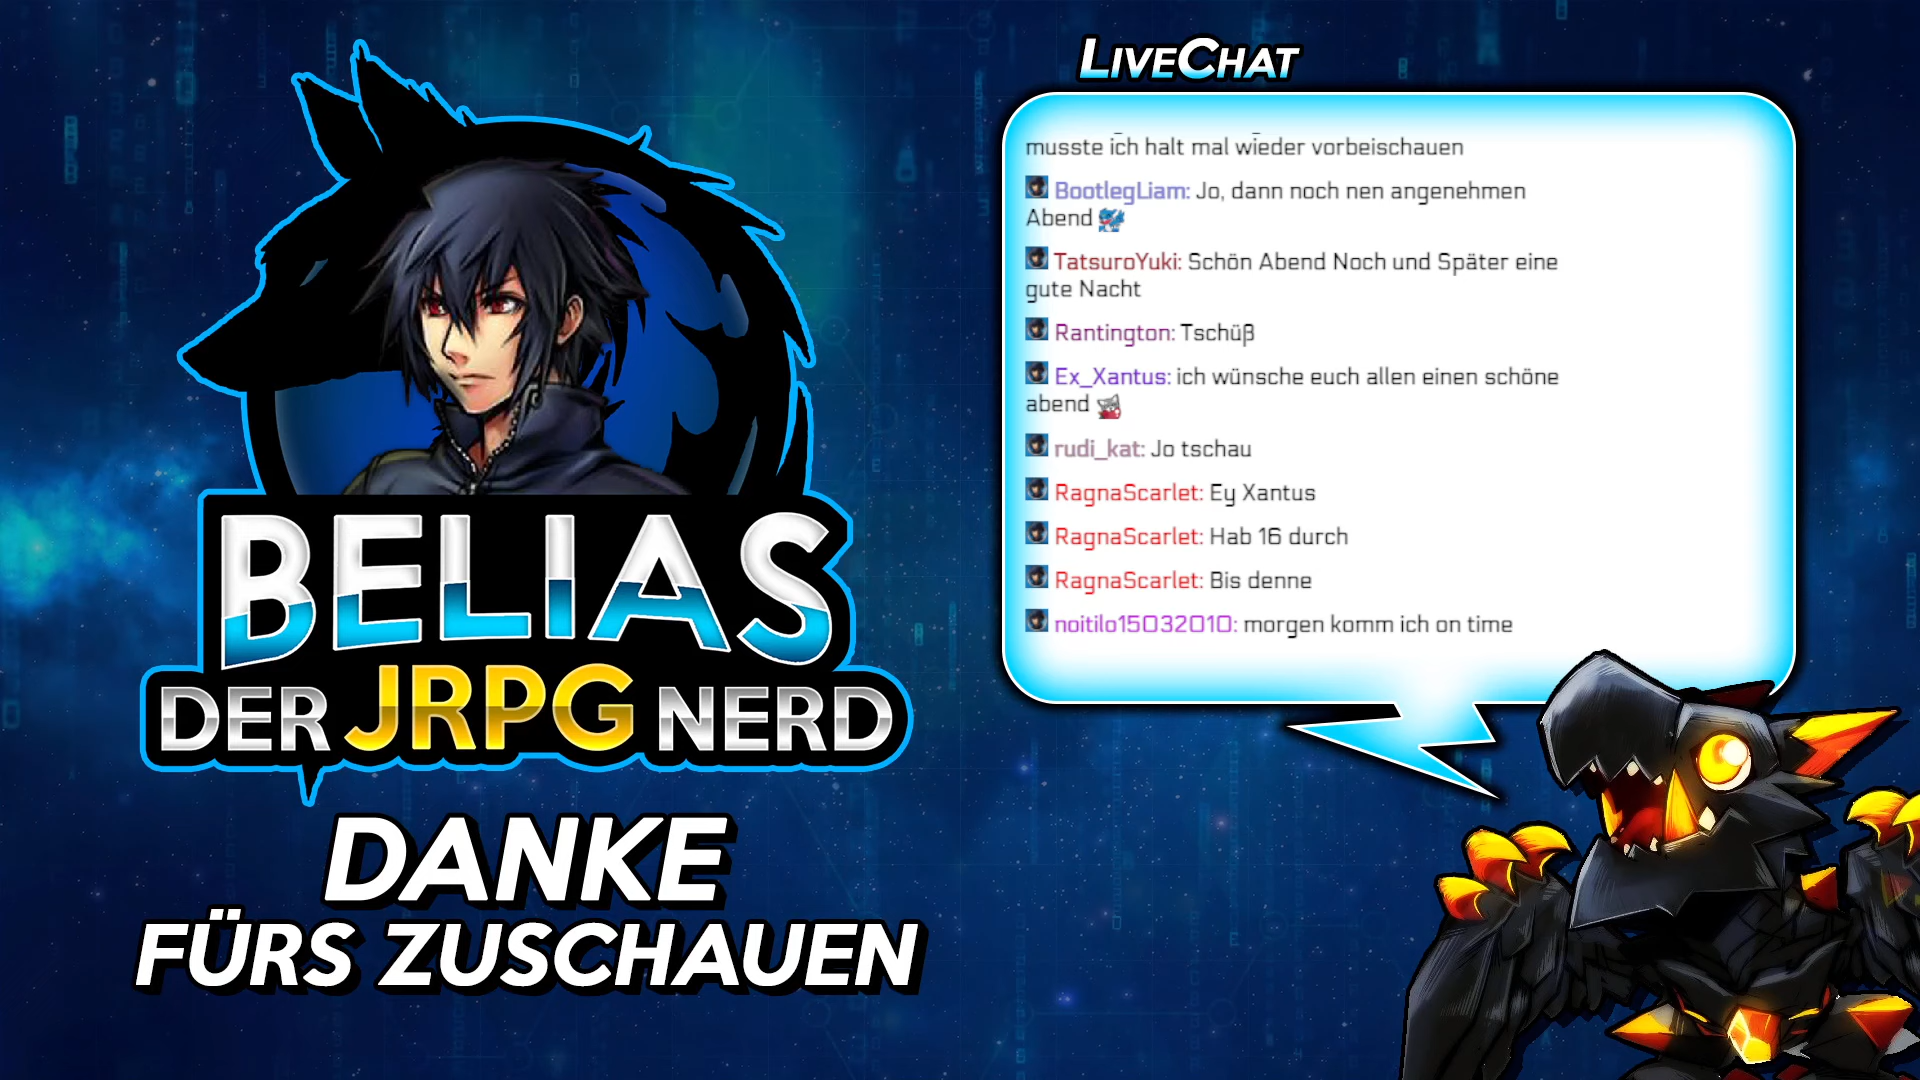 BELIAS
DER JRPG NERD
DANKE
FÜRS ZUSCHAUEN
LIVECHAT
musste ich halt mal wieder vorbeischauen
BootlegLiam: Jo, dann noch nen angenehmen
Abend
TatsuroYuki: Schön Abend Noch und Später eine
gute Nacht
Rantington: Tschüß
Ex_Xantus: ich wünsche euch allen einen schöne
abend
rudi_kat: Jo tschau
RagnaScarlet: Ey Xantus
RagnaScarlet: Hab 16 durch
RagnaScarlet: Bis denne
noitilo15032010: morgen komm ich on time